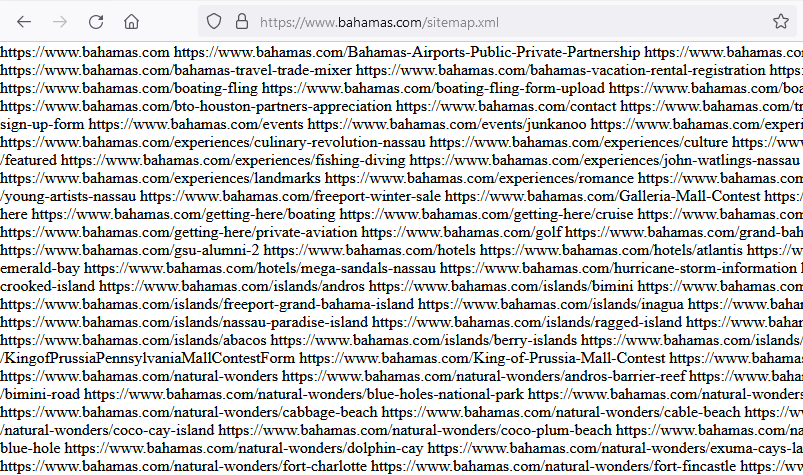 https://www.bahamas.com/sitemap.xml
https://www.bahamas.com https://www.bahamas.com/Bahamas-Airports-Public-Private-Partnership https://www.bahamas.co
https://www.bahamas.com/bahamas-travel-trade-mixer https://www.bahamas.com/bahamas-vacation-rental-registration https:
https://www.bahamas.com/boating-fling https://www.bahamas.com/boating-fling-form-upload https://www.bahamas.com/boa
https://www.bahamas.com/bto-houston-partners-appreciation https://www.bahamas.com/contact https://www.bahamas.com/tr
sign-up-form https://www.bahamas.com/events https://www.bahamas.com/events/junkanoo https://www.bahamas.com/experi
https://www.bahamas.com/experiences/culinary-revolution-nassau https://www.bahamas.com/experiences/culture https://ww
/featured https://www.bahamas.com/experiences/fishing-diving https://www.bahamas.com/experiences/john-watlings-nassau
https://www.bahamas.com/experiences/landmarks https://www.bahamas.com/experiences/romance https://www.bahamas.co
/young-artists-nassau https://www.bahamas.com/freeport-winter-sale https://www.bahamas.com/Galleria-Mall-Contest https:/
here https://www.bahamas.com/getting-here/boating https://www.bahamas.com/getting-here/cruise https://www.bahamas.co
https://www.bahamas.com/getting-here/private-aviation https://www.bahamas.com/golf https://www.bahamas.com/grand-bah
https://www.bahamas.com/gsu-alumni-2 https://www.bahamas.com/hotels https://www.bahamas.com/hotels/atlantis https://w
emerald-bay https://www.bahamas.com/hotels/mega-sandals-nassau https://www.bahamas.com/hurricane-storm-information h
crooked-island https://www.bahamas.com/islands/andros https://www.bahamas.com/islands/bimini https://www.bahamas.co
https://www.bahamas.com/islands/freeport-grand-bahama-island https://www.bahamas.com/islands/inagua https://www.baha
https://www.bahamas.com/islands/nassau-paradise-island https://www.bahamas.com/islands/ragged-island https://www.baham
https://www.bahamas.com/islands/abacos https://www.bahamas.com/islands/berry-islands https://www.bahamas.com/islands/
/KingofPrussiaPennsylvaniaMallContestForm https://www.bahamas.com/King-of-Prussia-Mall-Contest https://www.bahamas
https://www.bahamas.com/natural-wonders https://www.bahamas.com/natural-wonders/andros-barrier-reef https://www.baham
/bimini-road https://www.bahamas.com/natural-wonders/blue-holes-national-park https://www.bahamas.com/natural-wonders
https://www.bahamas.com/natural-wonders/cabbage-beach https://www.bahamas.com/natural-wonders/cable-beach https://w
/natural-wonders/coco-cay-island https://www.bahamas.com/natural-wonders/coco-plum-beach https://www.bahamas.com/
blue-hole https://www.bahamas.com/natural-wonders/dolphin-cay https://www.bahamas.com/natural-wonders/exuma-cays-la
https://www.bahamas.com/natural-wonders/fort-charlotte https://www.bahamas.com/natural-wonders/fort-fincastle https://w